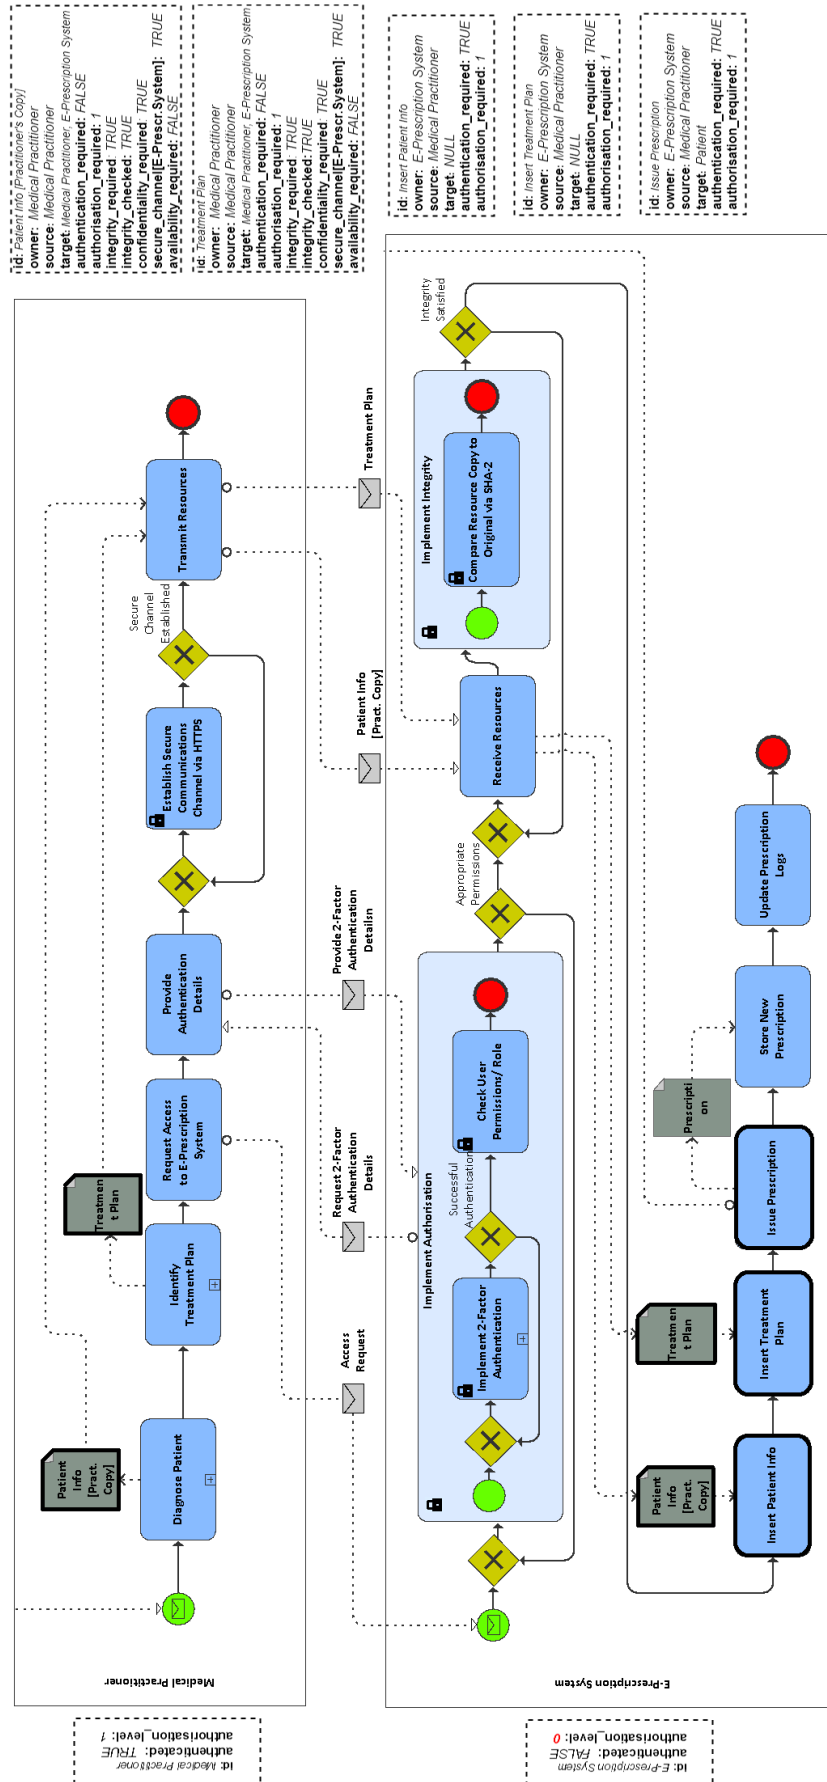 id: Patient Info [Practitioner's Copy]
owner: Medical Practitioner
source: Medical Practitioner
target: Medical Practitioner, E-Prescription System
authentication_required: FALSE
authorisation_required: 1
integrity_required: TRUE
integrity_checked: TRUE
confidentiality_required: TRUE
secure_channel[E-Prescr.System]: TRUE
availability_required: FALSE
id: Treatment Plan
owner: Medical Practitioner
source: Medical Practitioner
target: Medical Practitioner, E-Prescription System
authentication_required: FALSE
authorisation_required: 1
integrity_required: TRUE
integrity_checked: TRUE
confidentiality_required: TRUE
secure_channel[E-Prescr.System]: TRUE
availability_required: FALSE
id: Insert Patient Info
owner: E-Prescription System
source: Medical Practitioner
target: NULL
authentication_required: TRUE
authorisation_required: 1
id: Insert Treatment Plan
owner: E-Prescription System
source: Medical Practitioner
target: NULL
authentication_required: TRUE
authorisation_required: 1
id: Issue Prescription
owner: E-Prescription System
source: Medical Practitioner
target: Patient
authentication_required: TRUE
authorisation_required: 1
id: Medical Practitioner
authenticated: TRUE
authorisation_level: 1
Medical Practitioner
Patient
Info
[Pract.
Copy]
Diagnose Patient
Treatmen
t Plan
Identify
Treatment Plan
Request Access
to E-Prescription
System
Provide
Authentication
Details
Establish Secure
Communications
Channel via HTTPS
Secure
Channel
Established
Transmit Resources
Access
Request
Request 2-Factor
Authentication
Details
Provide 2-Factor
Authentication
Detailsn
Patient Info
[Pract. Copy]
Treatment Plan
id: E-Prescription System
authenticated: FALSE
authorisation_level: 0
E-Prescription System
Implement Authorisation
Implement 2-Factor
Authentication
Successful
Authentication
Check User
Permissions/ Role
Appropriate
Permissions
Receive Resources
Implement Integrity
Compare Resource Copy to
Original via SHA-2
Integrity
Satisfied
Patient
Info
[Pract.
Copy]
Insert Patient Info
Treatmen
t Plan
Insert Treatment
Plan
Issue Prescription
Prescripti
on
Store New
Prescription
Update Prescription
Logs